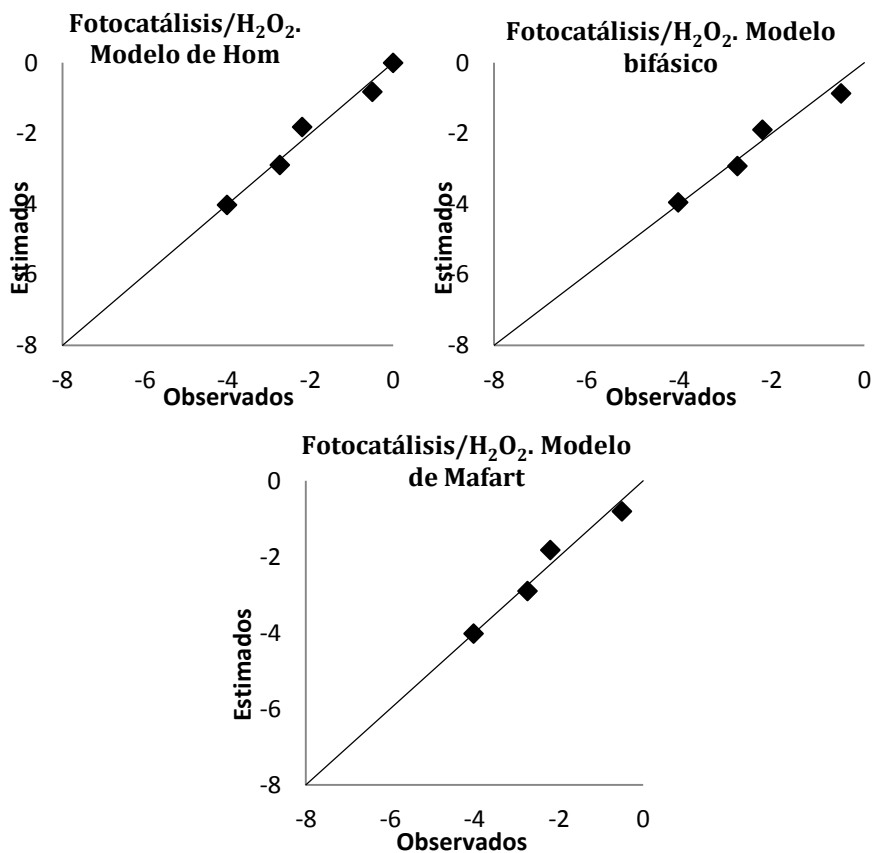 Fotocatálisis/H₂O₂.
Modelo de Hom
0
-2
-4
-6
-8
Estimados
-8 -6 -4 -2 0
Observados
Fotocatálisis/H₂O₂. Modelo
bifásico
0
-2
-4
-6
-8
Estimados
-8 -6 -4 -2 0
Observados
Fotocatálisis/H₂O₂. Modelo
de Mafart
0
-2
-4
-6
-8
Estimados
-8 -6 -4 -2 0
Observados